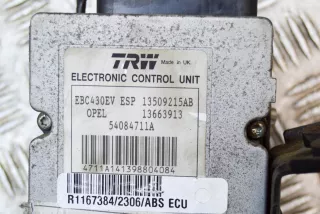 TRW Made in UK.
ELECTRONIC CONTROL UNIT
EBC430EV ESP 13509215AB
OPEL 13663913
54084711A
4711A141398804084
R1167384/2306/ABS ECU